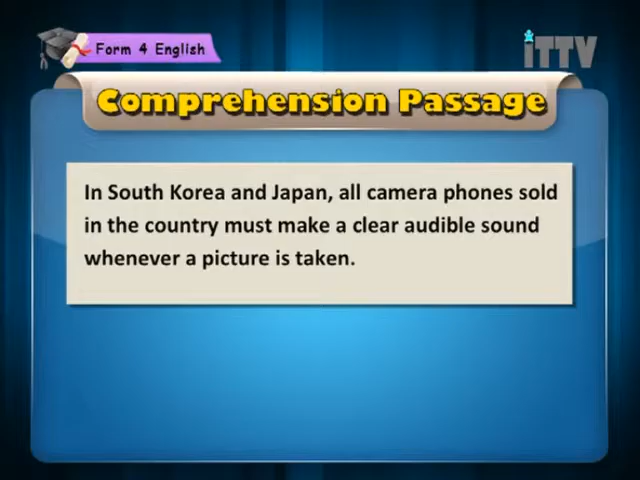 Form 4 English
iTTV
Comprehension Passage
In South Korea and Japan, all camera phones sold
in the country must make a clear audible sound
whenever a picture is taken.